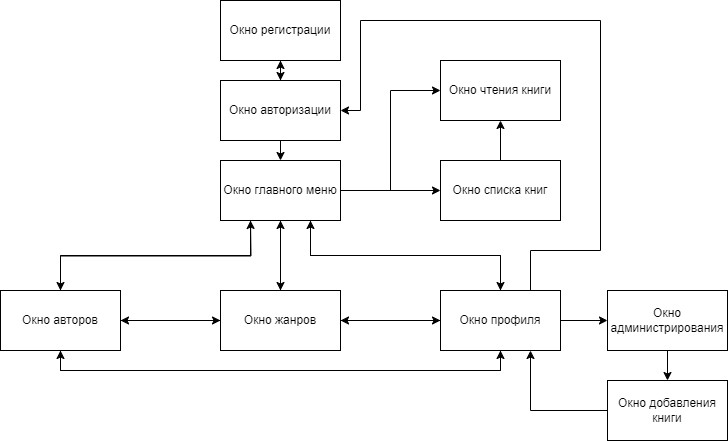 Окно регистрации
Окно авторизации
Окно чтения книги
Окно главного меню
Окно списка книг
Окно авторов
Окно жанров
Окно профиля
Окно
администрирования
Окно добавления
книги